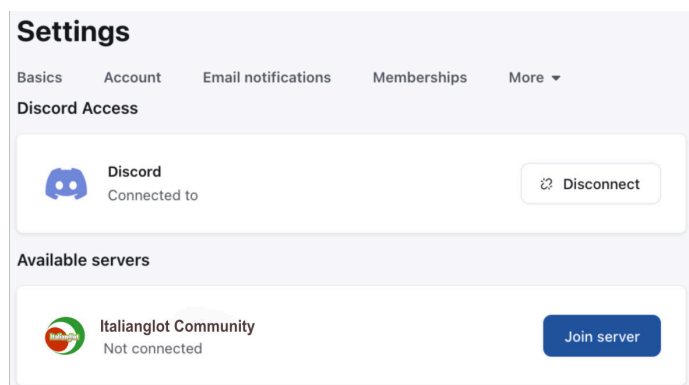 Settings
Basics Account Email notifications Memberships More
Discord Access
Discord
Connected to
Disconnect
Available servers
Italianglot Community
Not connected
Join server